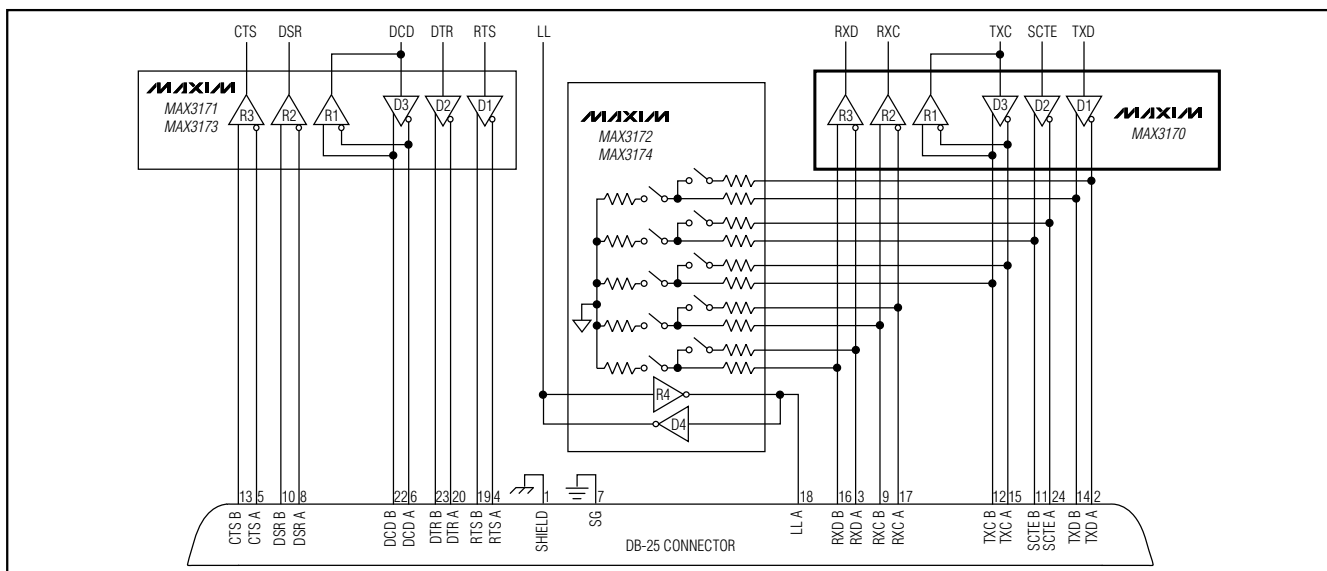 CTS DSR DCD DTR RTS LL RXD RXC TXC SCTE TXD
MAXIM
MAX3171
MAX3173
R3 R2 R1 D3 D2 D1
MAXIM
MAX3172
MAX3174
R3 R2 R1 D3 D2 D1
MAXIM
MAX3170
R4
D4
13 5 10 8 22 6 23 20 19 4 1 7 18 16 3 9 17 12 15 11 24 14 2
CTS B
CTS A
DSR B
DSR A
DCD B
DCD A
DTR B
DTR A
RTS B
RTS A
SHIELD
SG
LL A
RXD B
RXD A
RXC B
RXC A
TXC B
TXC A
SCTE B
SCTE A
TXD B
TXD A
DB-25 CONNECTOR